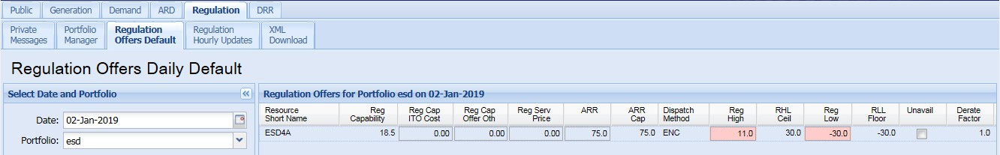 Public Generation Demand ARD Regulation DRR
Private Messages Portfolio Manager Regulation Offers Default Regulation Hourly Updates XML Download
Regulation Offers Daily Default
Select Date and Portfolio
Date: 02-Jan-2019
Portfolio: esd
Regulation Offers for Portfolio esd on 02-Jan-2019
Resource Short Name Reg Capability Reg Cap ITO Cost Reg Cap Offer Oth Reg Serv Price ARR ARR Cap Dispatch Method Reg High RHL Ceil Reg Low RLL Floor Unavail Derate Factor
ESD4A 18.5 0.00 0.00 0.00 75.0 75.0 ENC 11.0 30.0 -30.0 -30.0 1.0